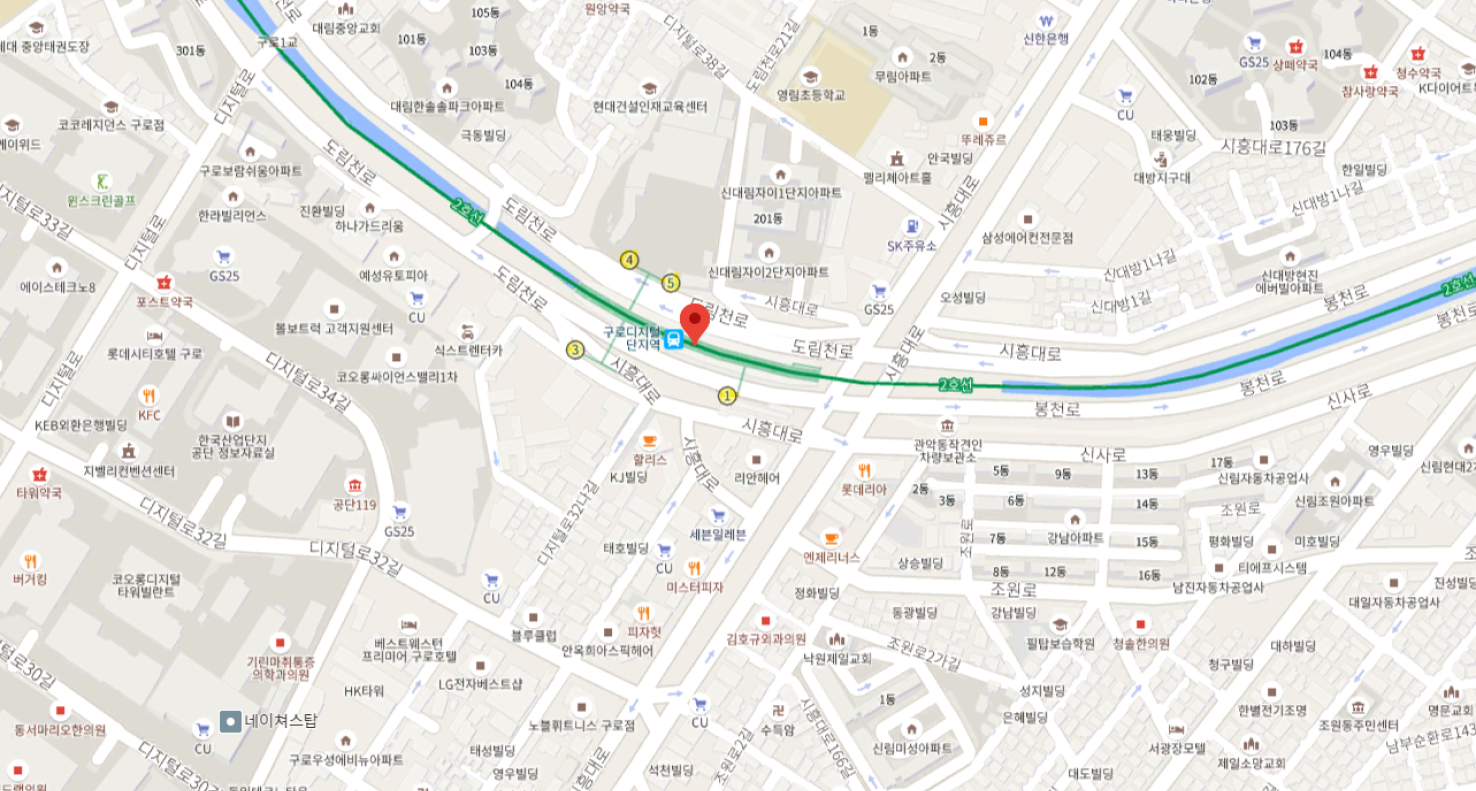 대림중앙교회
105동
원앙약국
디지털로38길
도림천로21길
1동
2동
신한은행
무림아파트
GS25
상떼약국
104동
청수약국
참사랑약국
102동
103동
구로1교
301동
101동
103동
104동
디지털로
대림한솔솔파크아파트
현대건설인재교육센터
영림초등학교
CU
코코레지던스 구로점
극동빌딩
뚜레쥬르
태웅빌딩
시흥대로176길
케이워드
도림천로
구로보람쉬움아파트
안국빌딩
펠리체아트홀
대방지구대
한일빌딩
윈스크린골프
신대림자이1단지아파트
시흥대로
신대방1나길
디지털로33길
한라빌리언스
진환빌딩
하나가드리움
2호선
도림천로
201동
SK주유소
삼성에어컨전문점
디지털로
GS25
예성유토피아
4
5
신대림자이2단지아파트
신대방1나길
신대방현진
에버빌아파트
에이스테크노8
포스트약국
CU
도림천로
도림천로
시흥대로
GS25
오성빌딩
신대방1길
봉천로
2호선
봉천로
볼보트럭 고객지원센터
구로디지털
단지역
롯데시티호텔 구로
식스트렌터카
3
도림천로
시흥대로
시흥대로
디지털로
코오롱싸이언스밸리1차
디지털로34길
시흥대로
1
2호선
봉천로
봉천로
신사로
KFC
KEB외환은행빌딩
한국산업단지
공단 정보자료실
시흥대로
관악동작견인
차량보관소
신사로
지벨리컨벤션센터
할리스
KJ빌딩
시흥대로
리안헤어
롯데리아
5동
9동
13동
17동
신림자동차공업사
영우빌딩
타워약국
공단119
2동
3동
6동
14동
신림조원아파트
GS25
디지털로32길
디지털로32길
디지털로32나길
태호빌딩
세븐일레븐
CU
엔제리너스
조원로
7동
강남아파트
15동
조원로
평화빌딩
미호빌딩
버거킹
코오롱디지털
타워빌란트
CU
미스터피자
상승빌딩
8동
12동
16동
티에프시스템
남진자동차공업사
정화빌딩
조원로
대일자동차공업사
블루클럽
피자헛
동광빌딩
강남빌딩
베스트웨스턴
프리미어 구로호텔
안옥희아스픽헤어
김호규외과의원
필탑보습학원
청솔한의원
대하빌딩
기린마취통증
의학과의원
낙원제일교회
조원로2가길
청구빌딩
디지털로30길
HK타워
LG전자베스트샵
성지빌딩
동서마리오한의원
CU
네이쳐스탑
노블휘트니스 구로점
CU
수득암
1동
은혜빌딩
한별전기조명
조원동주민센터
구로우성에비뉴아파트
태성빌딩
시흥대로166길
신림미성아파트
서광장모텔
제일소망교회
디지털로30길
영우빌딩
시흥대로
석천빌딩
조원로2길
대도빌딩
남부순환로143